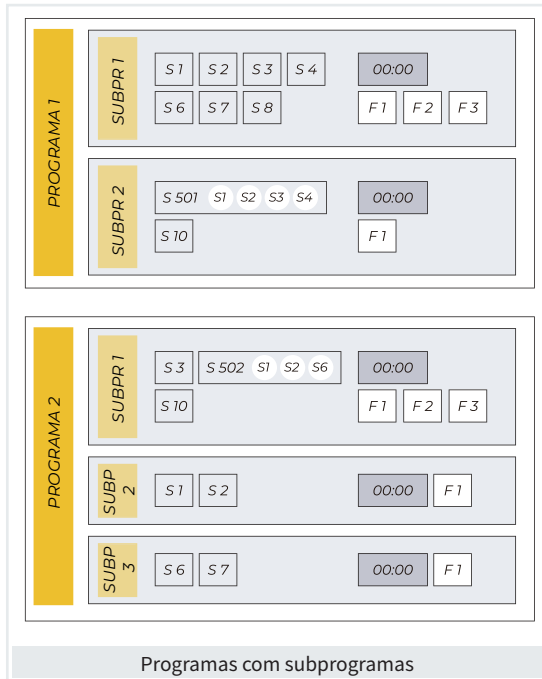 PROGRAMA 1
SUBPR 1
S 1 S 2 S 3 S 4 00:00
S 6 S 7 S 8 F 1 F 2 F 3
SUBPR 2
S 501 S1 S2 S3 S4 00:00
S 10 F 1
PROGRAMA 2
SUBPR 1
S 3 S 502 S1 S2 S6 00:00
S 10 F 1 F 2 F 3
SUBP
2
S 1 S 2 00:00 F 1
SUBP
3
S 6 S 7 00:00 F 1
Programas com subprogramas